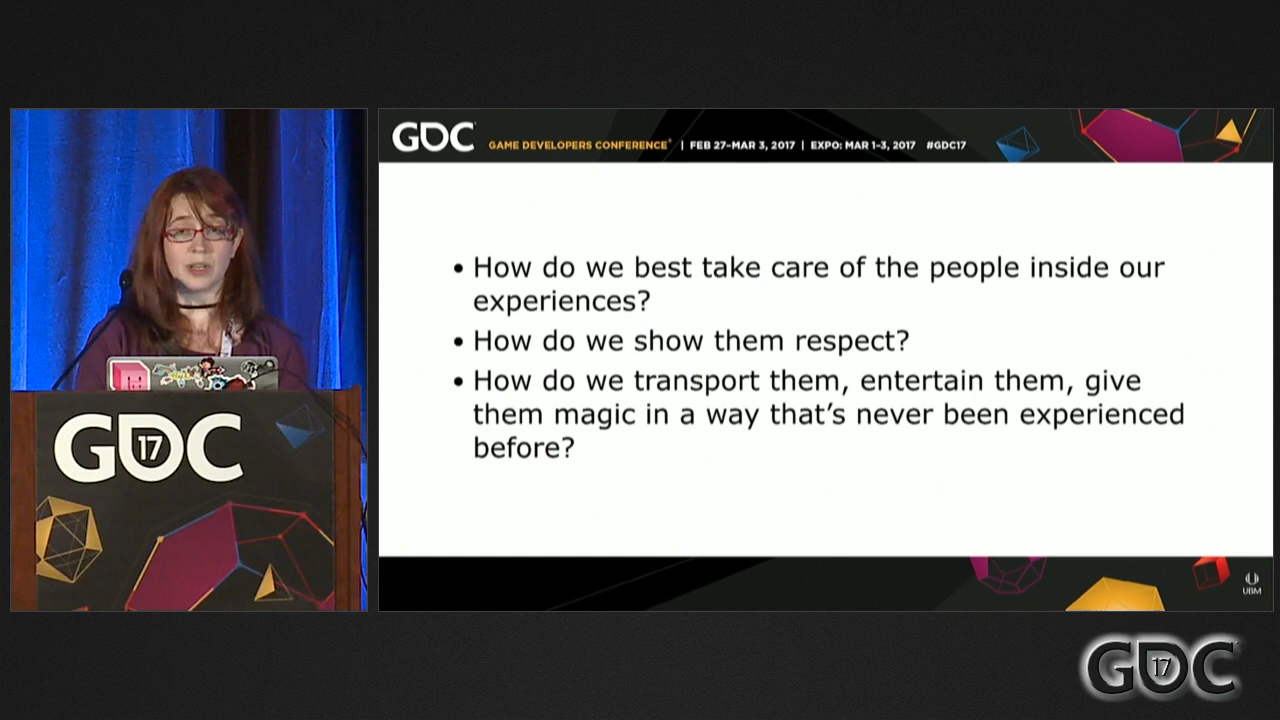 GDC GAME DEVELOPERS CONFERENCE® | FEB 27–MAR 3, 2017 | EXPO: MAR 1–3, 2017 #GDC17
• How do we best take care of the people inside our
experiences?
• How do we show them respect?
• How do we transport them, entertain them, give
them magic in a way that’s never been experienced
before?
GDC
17
UBM
GDC
17